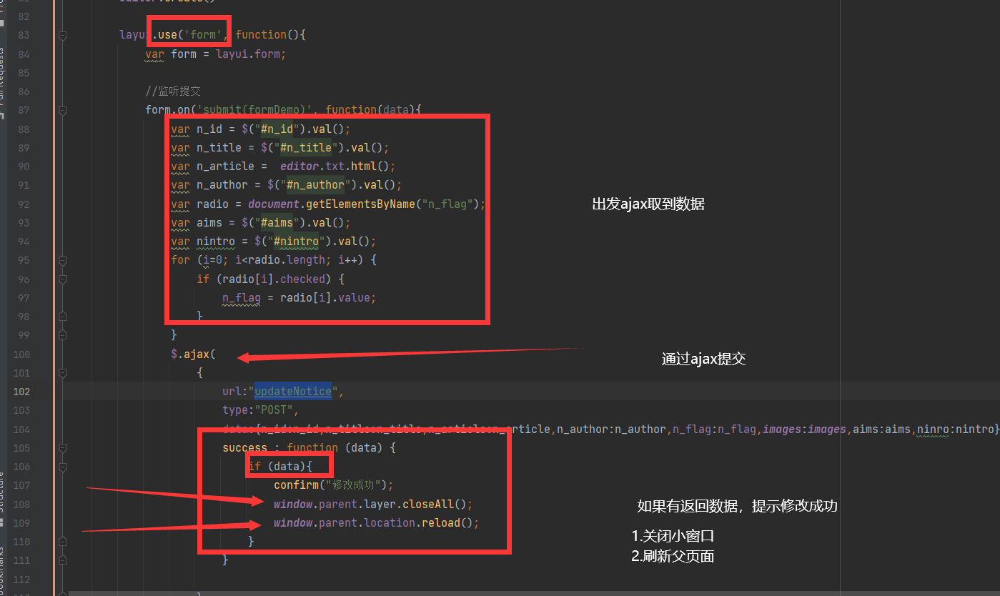 82
83 layui.use('form', function(){
84 var form = layui.form;
85
86 //监听提交
87 form.on('submit(formDemo)', function(data){
88 var n_id = $("#n_id").val();
89 var n_title = $("#n_title").val();
90 var n_article =  editor.txt.html();
91 var n_author = $("#n_author").val();
92 var radio = document.getElementsByName("n_flag");
出发ajax取到数据
93 var aims = $("#aims").val();
94 var nintro = $("#nintro").val();
95 for (i=0; i<radio.length; i++) {
96 if (radio[i].checked) {
97 n_flag = radio[i].value;
98 }
99 }
100 $.ajax(
通过ajax提交
101 {
102 url:"updateNotice",
103 type:"POST",
104 data:{n_id:n_id,n_title:n_title,n_article:n_article,n_author:n_author,n_flag:n_flag,images:images,aims:aims,ninro:nintro}
105 success : function (data) {
106 if (data){
107 confirm("修改成功");
108 window.parent.layer.closeAll();
如果有返回数据，提示修改成功
109 window.parent.location.reload();
1.关闭小窗口
110 }
2.刷新父页面
111 }
112